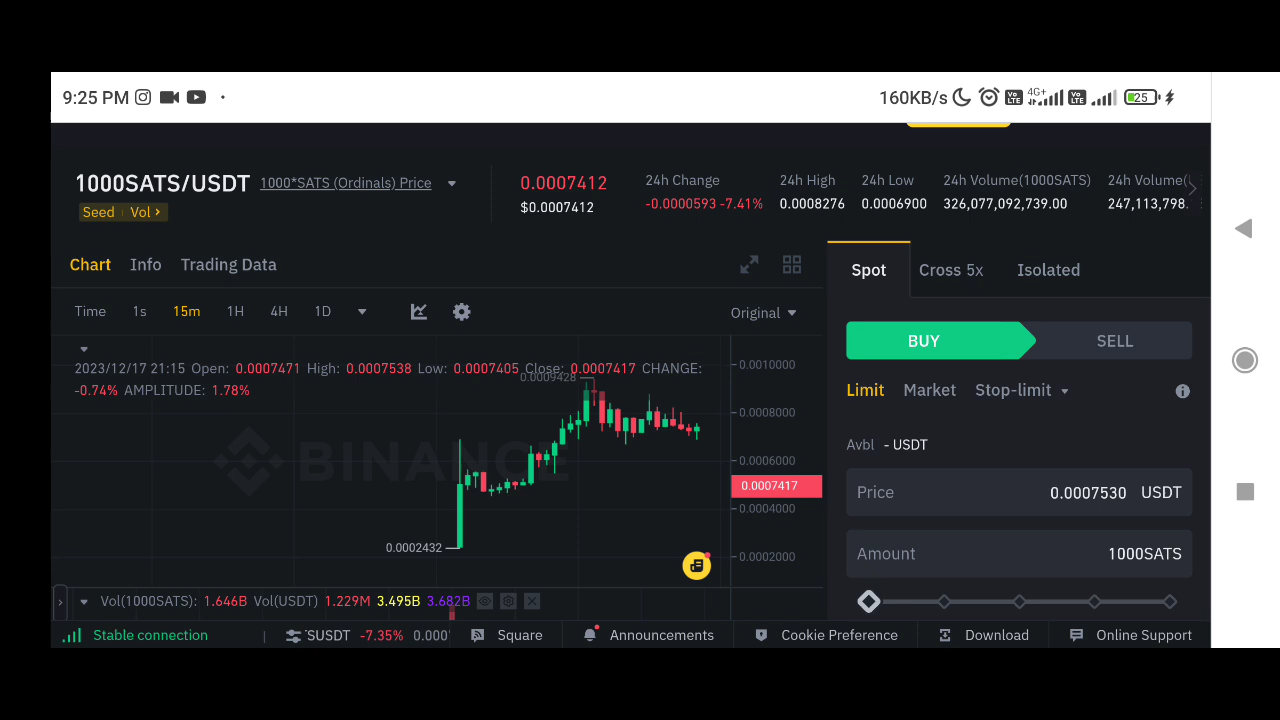 9:25 PM
160KB/s 4G+ 25
1000SATS/USDT 1000*SATS (Ordinals) Price
Seed Vol
0.0007412
$0.0007412
24h Change
-0.0000593 -7.41%
24h High
0.0008276
24h Low
0.0006900
24h Volume(1000SATS)
326,077,092,739.00
24h Volume(
247,113,798.
Chart Info Trading Data
Time 1s 15m 1H 4H 1D
Original
2023/12/17 21:15 Open: 0.0007471 High: 0.0007538 Low: 0.0007405 Close: 0.0007417 CHANGE:
-0.74% AMPLITUDE: 1.78%
0.0009428
0.0002432
BINANCE
0.0010000
0.0008000
0.0006000
0.0007417
0.0004000
0.0002000
Vol(1000SATS): 1.646B Vol(USDT) 1.229M 3.495B 3.682B
Spot Cross 5x Isolated
BUY SELL
Limit Market Stop-limit
Avbl - USDT
Price 0.0007530 USDT
Amount 1000SATS
Stable connection SUSDT -7.35% 0.000 Square Announcements Cookie Preference Download Online Support